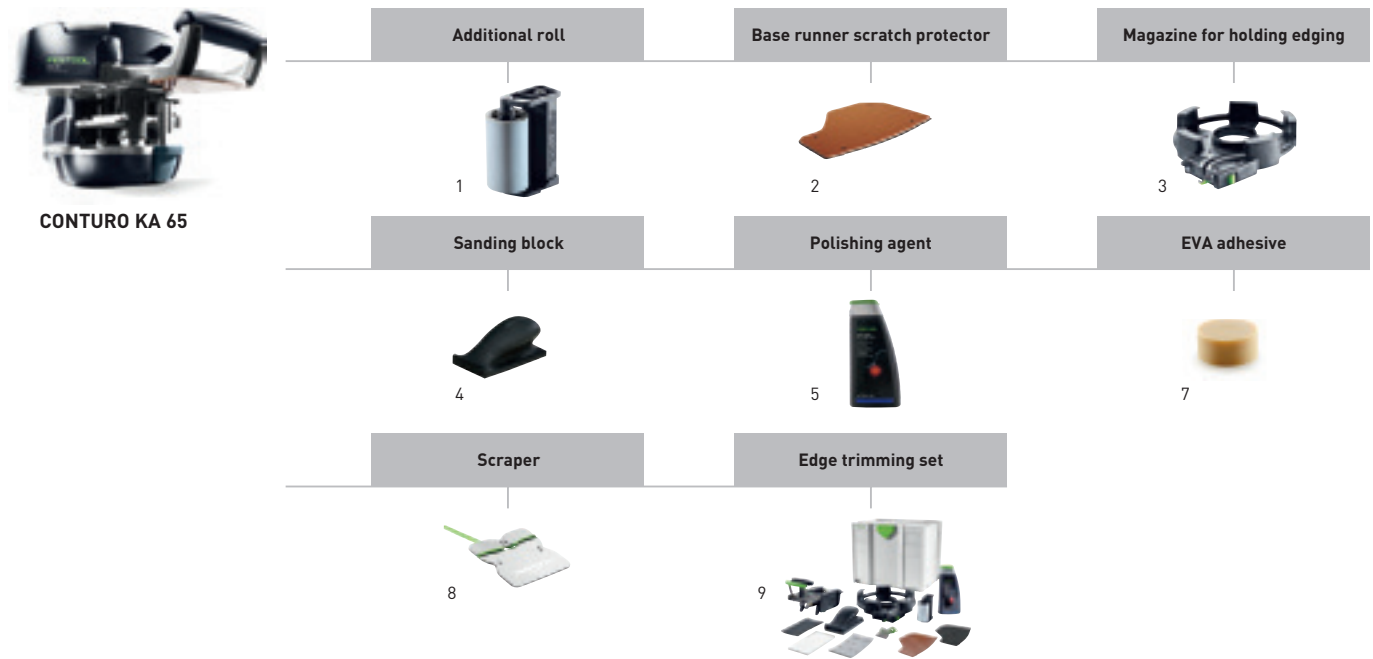 FESTOOL
CONTURO KA 65
Additional roll
Base runner scratch protector
Magazine for holding edging
1
2
3
Sanding block
Polishing agent
EVA adhesive
4
5
7
Scraper
Edge trimming set
8
9